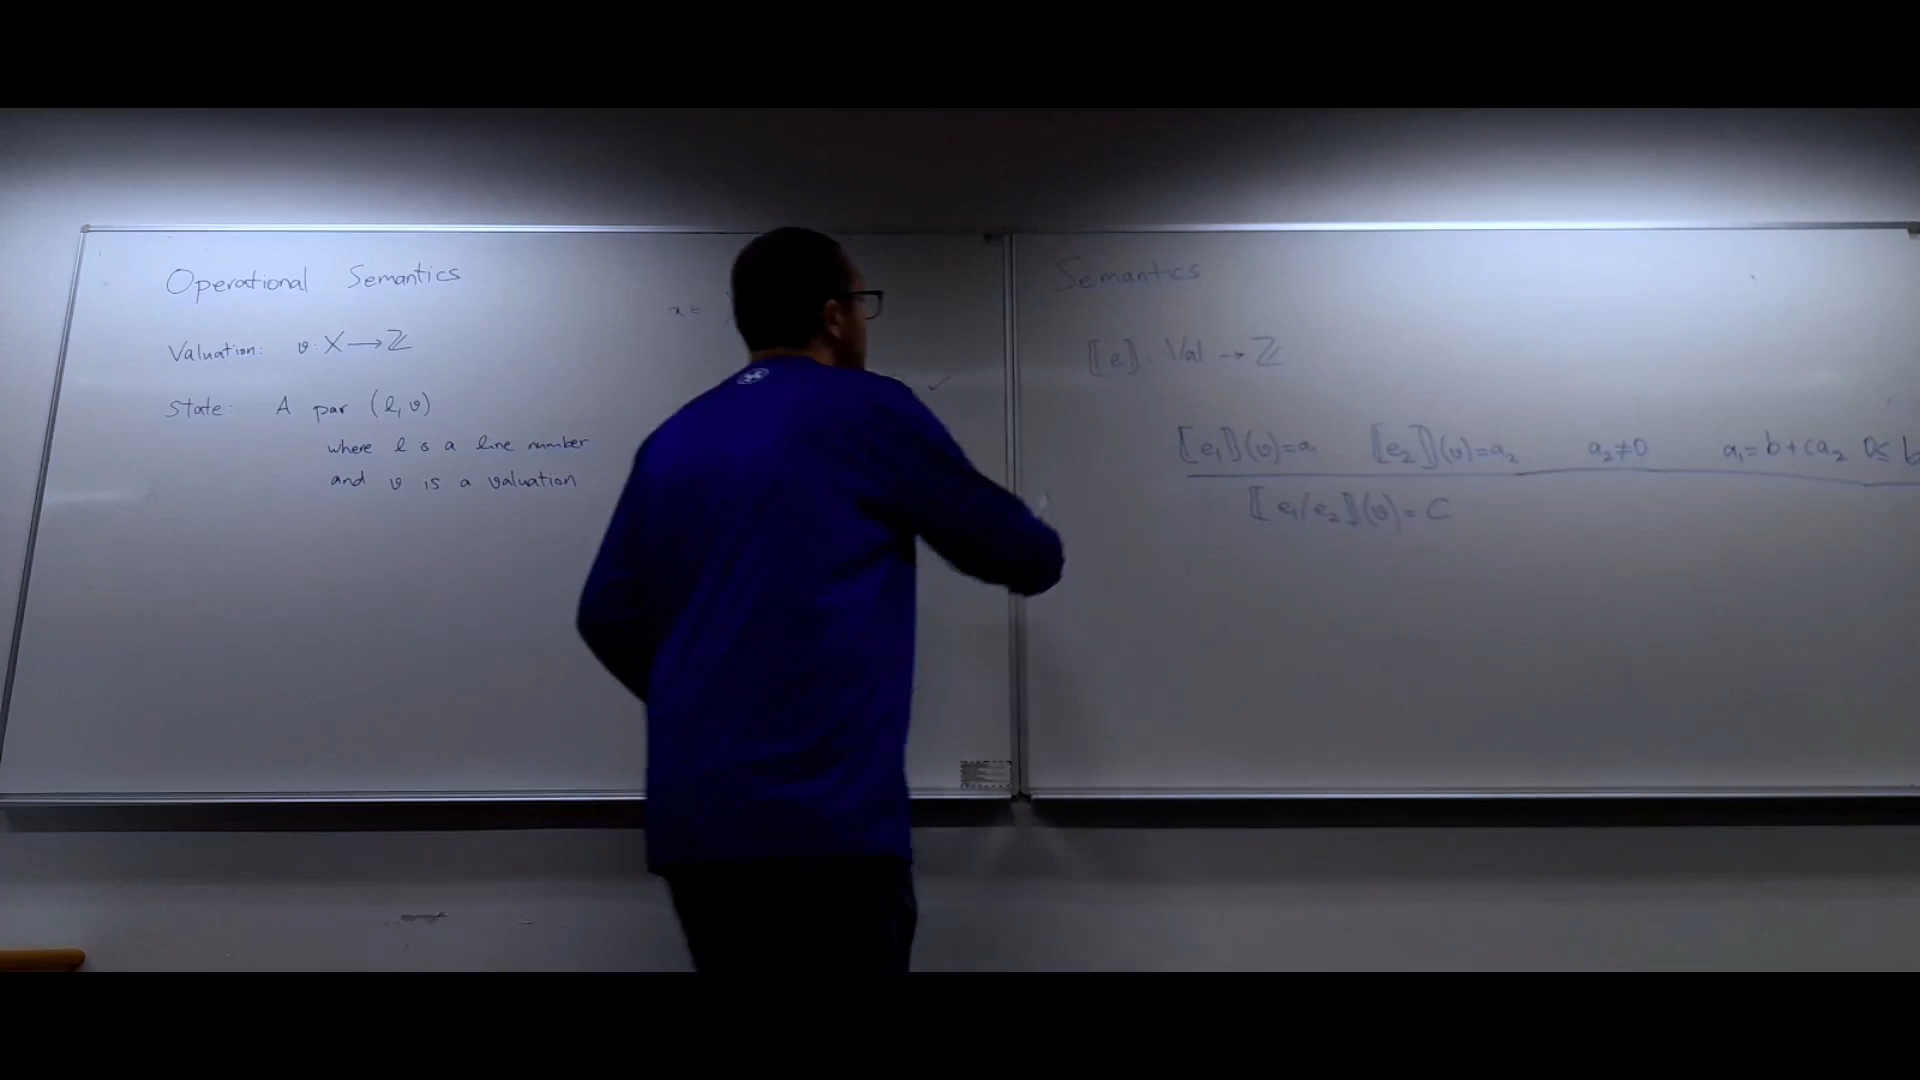 Operational Semantics
Valuation: v: X → ℤ
State: A par (l, v)
where l is a line number
and v is a valuation
x ∈
Semantics
⟦e⟧: Val → ℤ
⟦e₁⟧(v)=a₁ ⟦e₂⟧(v)=a₂ a₂≠0 a₁=b+ca₂ 0≤ b
⟦e₁/e₂⟧(v)= c